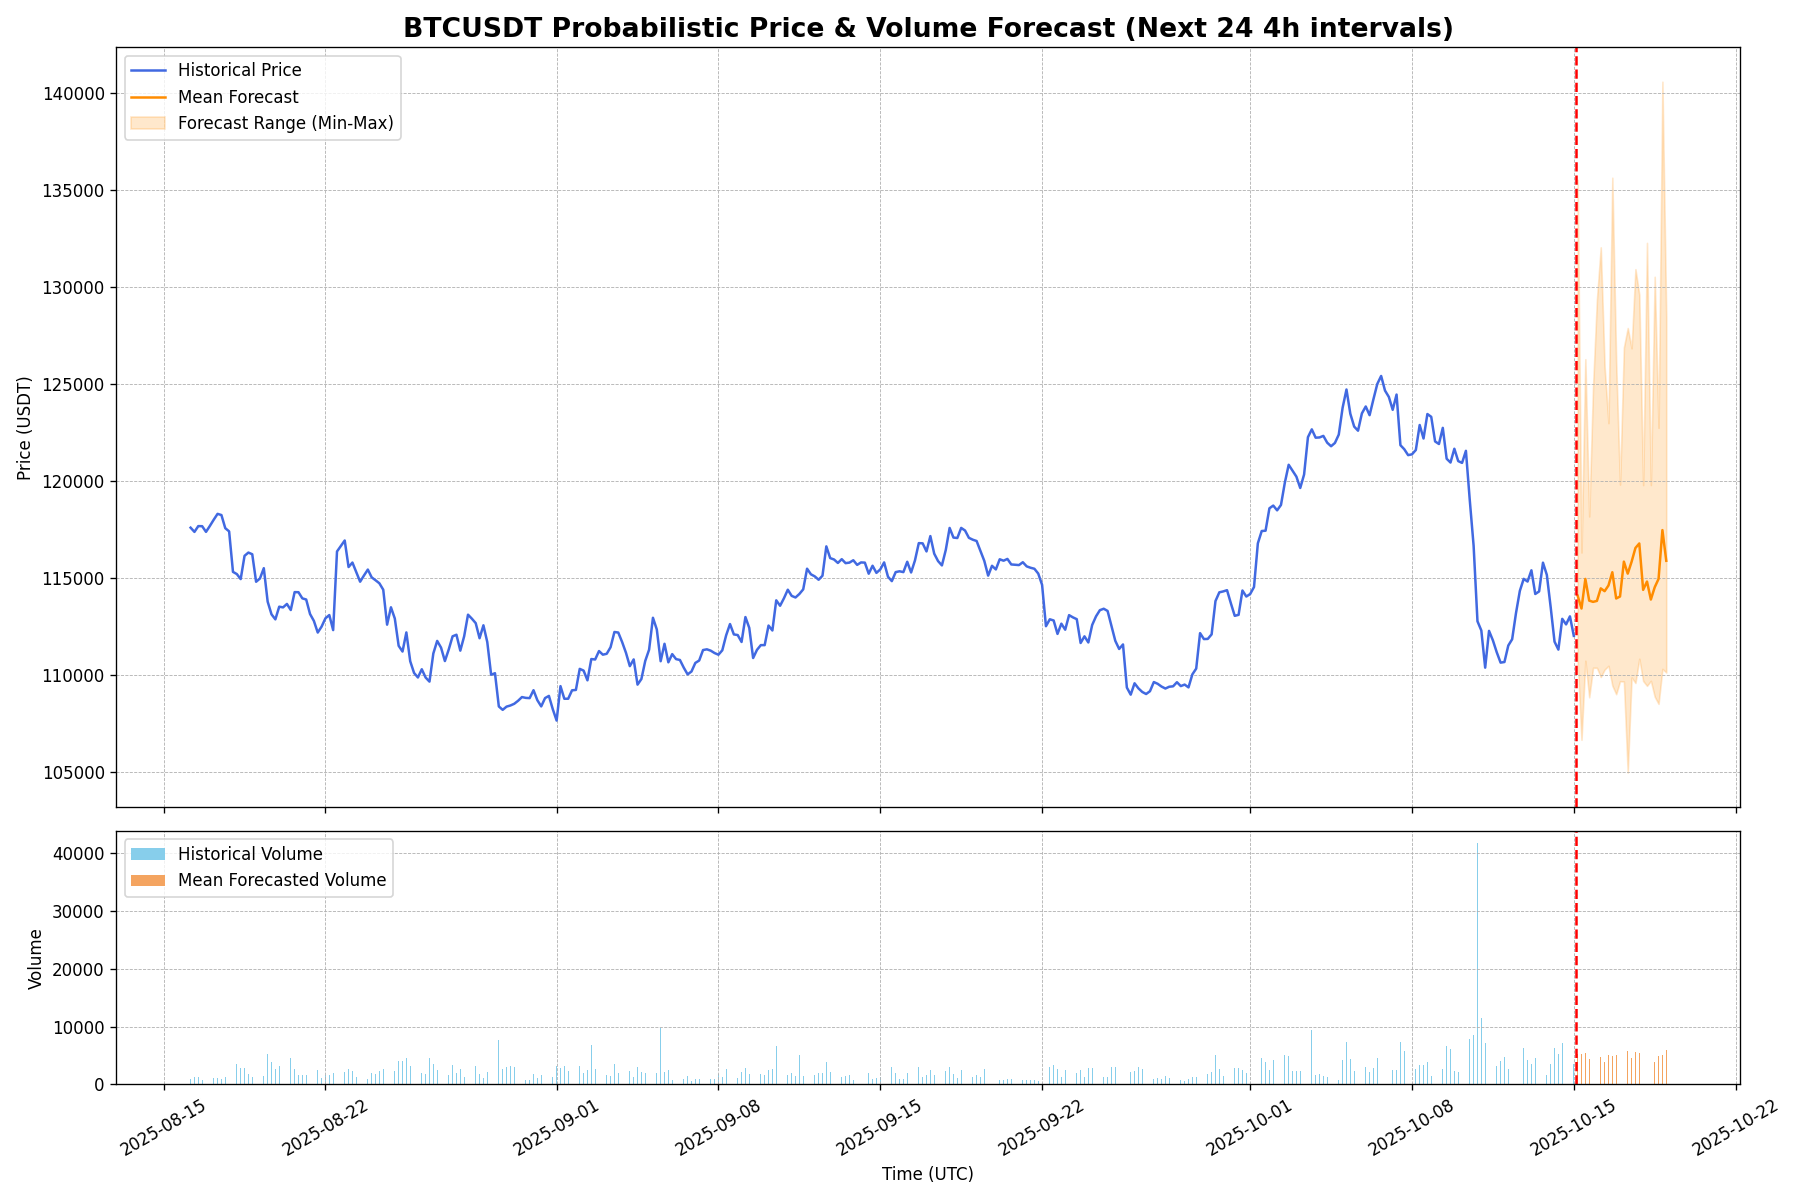 BTCUSDT Probabilistic Price & Volume Forecast (Next 24 4h intervals)
Historical Price
Mean Forecast
Forecast Range (Min-Max)
140000
135000
130000
125000
120000
115000
110000
105000
Price (USDT)
Historical Volume
Mean Forecasted Volume
40000
30000
20000
10000
0
Volume
2025-08-15
2025-08-22
2025-09-01
2025-09-08
2025-09-15
2025-09-22
2025-10-01
2025-10-08
2025-10-15
2025-10-22
Time (UTC)